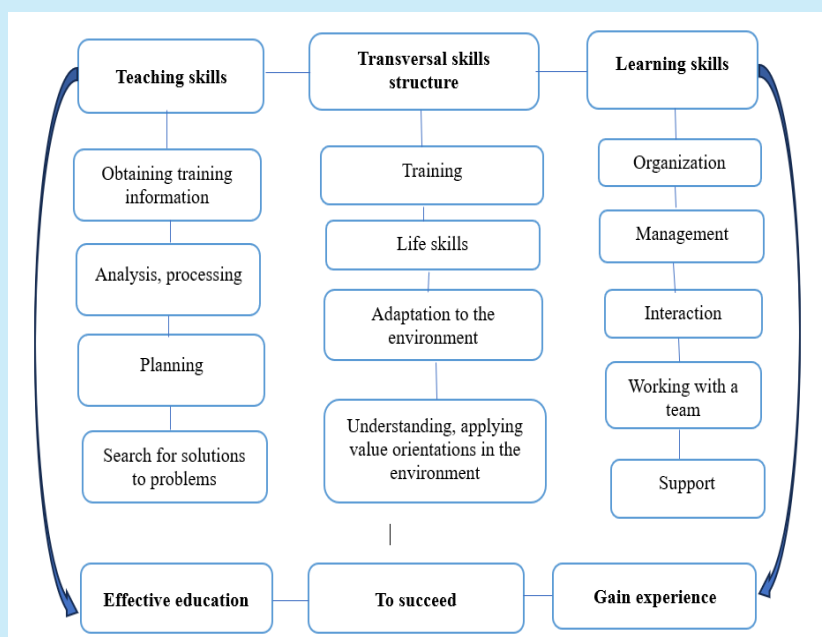 Teaching skills
Transversal skills
structure
Learning skills
Obtaining training
information
Analysis, processing
Planning
Search for solutions
to problems
Training
Life skills
Adaptation to the
environment
Understanding, applying
value orientations in the
environment
Organization
Management
Interaction
Working with a
team
Support
Effective education
To succeed
Gain experience